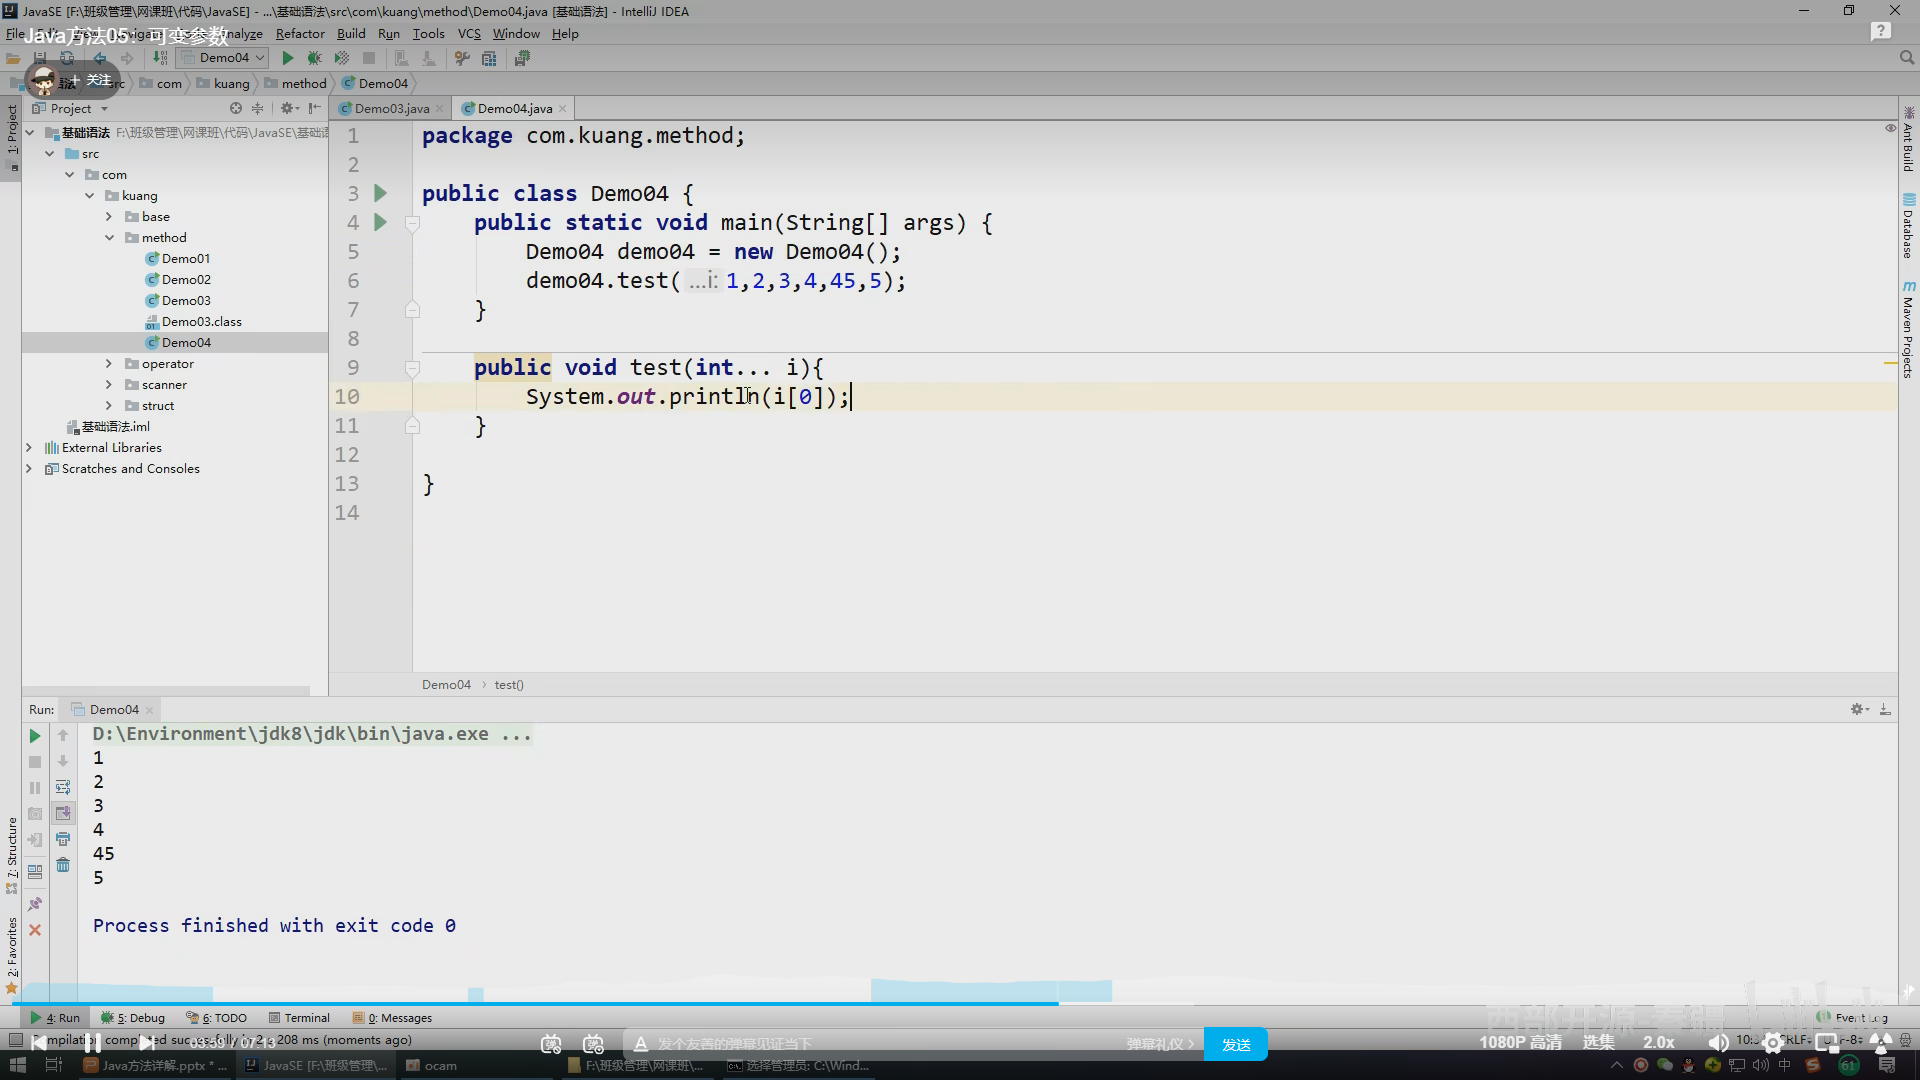 JavaSE [F:\班级管理\网课班\代码\JavaSE] - ...\基础语法\src\com\kuang\method\Demo04.java [基础语法] - IntelliJ IDEA
Java方法05：可变参数
File Refactor Build Run Tools VCS Window Help
Demo04
+ 关注
src com kuang method Demo04
Project
Demo03.java
Demo04.java
1: Project
基础语法 F:\班级管理\网课班\代码\JavaSE\基础语
src
com
kuang
base
method
Demo01
Demo02
Demo03
Demo03.class
Demo04
operator
scanner
struct
基础语法.iml
External Libraries
Scratches and Consoles
1 package com.kuang.method;
2
3 public class Demo04 {
4 public static void main(String[] args) {
5 Demo04 demo04 = new Demo04();
6 demo04.test( ...i: 1,2,3,4,45,5);
7 }
8
9 public void test(int... i){
10 System.out.println(i[0]);
11 }
12
13 }
14
Demo04 › test()
Ant Build
Database
Maven Projects
Run: Demo04
D:\Environment\jdk8\jdk\bin\java.exe ...
1
2
3
4
45
5
Process finished with exit code 0
7: Structure
2: Favorites
4: Run 5: Debug 6: TODO Terminal 0: Messages
Event Log
03:59 / 07:13
208 ms (moments ago)
发个友善的弹幕见证当下
弹幕礼仪 >
发送
1080P 高清 选集 2.0x
Java方法详解.pptx * ...
JavaSE [F:\班级管理\...
ocam
F:\班级管理\网课班\...
选择管理员: C:\Wind...
中
61